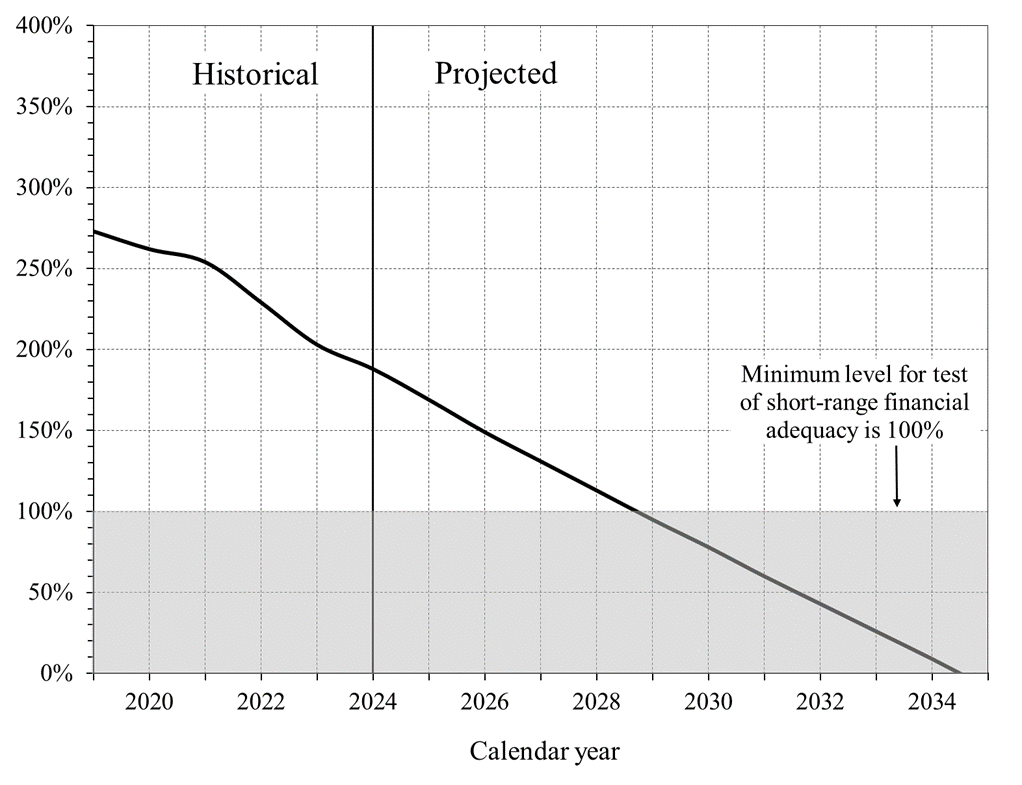 400%
Historical
Projected
350%
300%
250%
200%
Minimum level for test
of short-range financial
adequacy is 100%
150%
100%
50%
0%
2020 2022 2024 2026 2028 2030 2032 2034
Calendar year